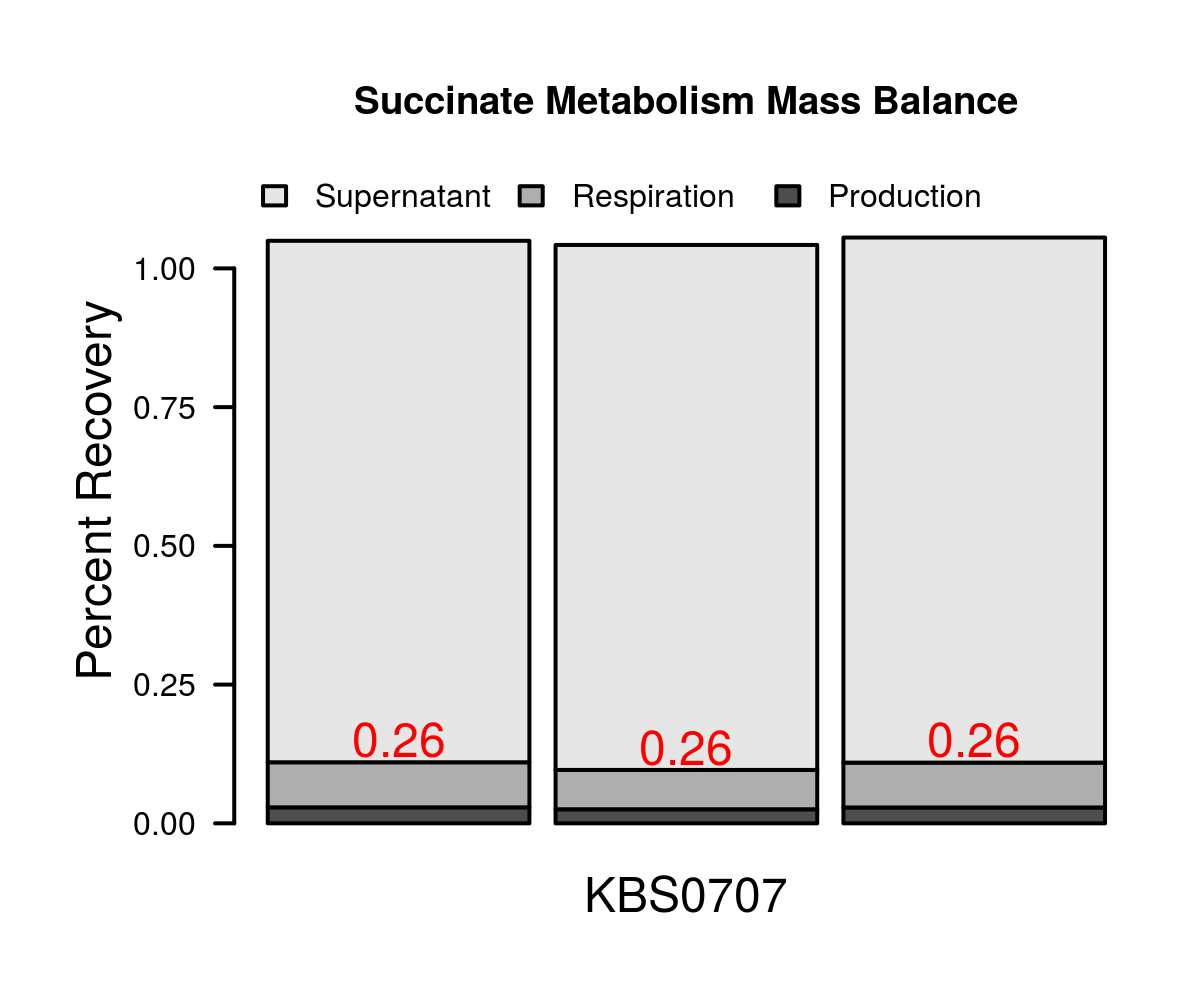 Succinate Metabolism Mass Balance
Supernatant Respiration Production
Percent Recovery
1.00
0.75
0.50
0.25
0.00
0.26 0.26 0.26
KBS0707